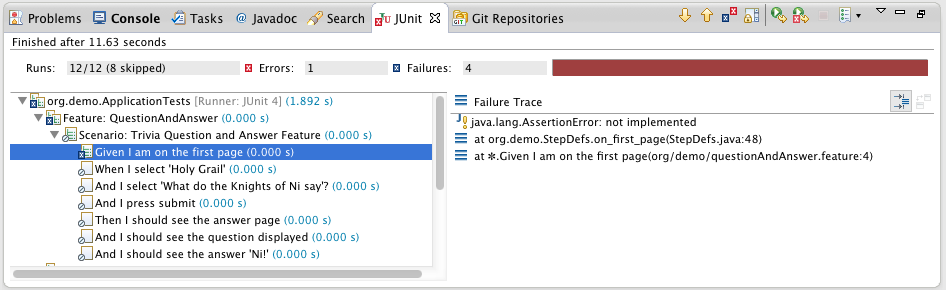 Problems Console Tasks @ Javadoc Search JUnit Git Repositories
Finished after 11.63 seconds
Runs: 12/12 (8 skipped) Errors: 1 Failures: 4
org.demo.ApplicationTests [Runner: JUnit 4] (1.892 s)
Feature: QuestionAndAnswer (0.000 s)
Scenario: Trivia Question and Answer Feature (0.000 s)
Given I am on the first page (0.000 s)
When I select 'Holy Grail' (0.000 s)
And I select 'What do the Knights of Ni say'? (0.000 s)
And I press submit (0.000 s)
Then I should see the answer page (0.000 s)
And I should see the question displayed (0.000 s)
And I should see the answer 'Ni!' (0.000 s)
Failure Trace
java.lang.AssertionError: not implemented
at org.demo.StepDefs.on_first_page(StepDefs.java:48)
at ✻.Given I am on the first page(org/demo/questionAndAnswer.feature:4)